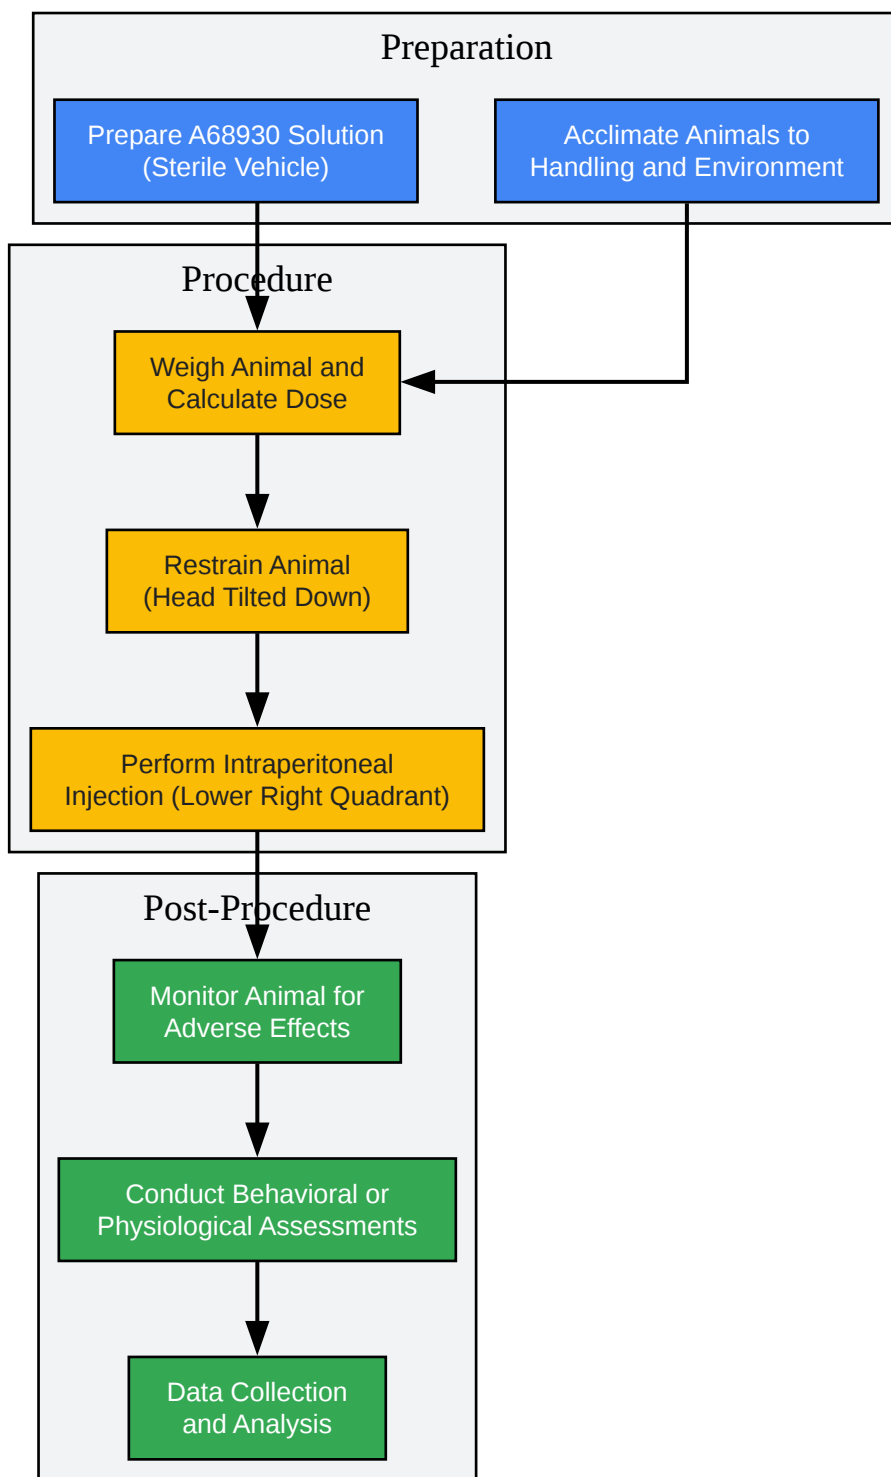 Preparation
Prepare A68930 Solution
(Sterile Vehicle)
Acclimate Animals to
Handling and Environment
Procedure
Weigh Animal and
Calculate Dose
Restrain Animal
(Head Tilted Down)
Perform Intraperitoneal
Injection (Lower Right Quadrant)
Post-Procedure
Monitor Animal for
Adverse Effects
Conduct Behavioral or
Physiological Assessments
Data Collection
and Analysis